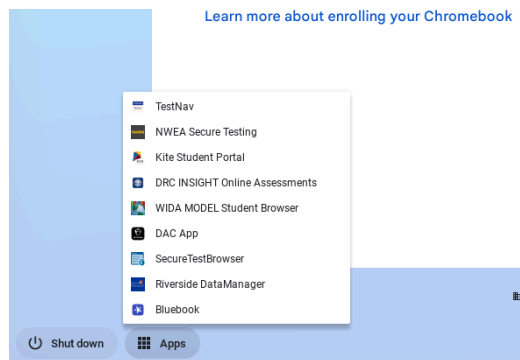 Learn more about enrolling your Chromebook
TestNav
NWEA Secure Testing
Kite Student Portal
DRC INSIGHT Online Assessments
WIDA MODEL Student Browser
DAC App
SecureTestBrowser
Riverside DataManager
Bluebook
Shut down
Apps